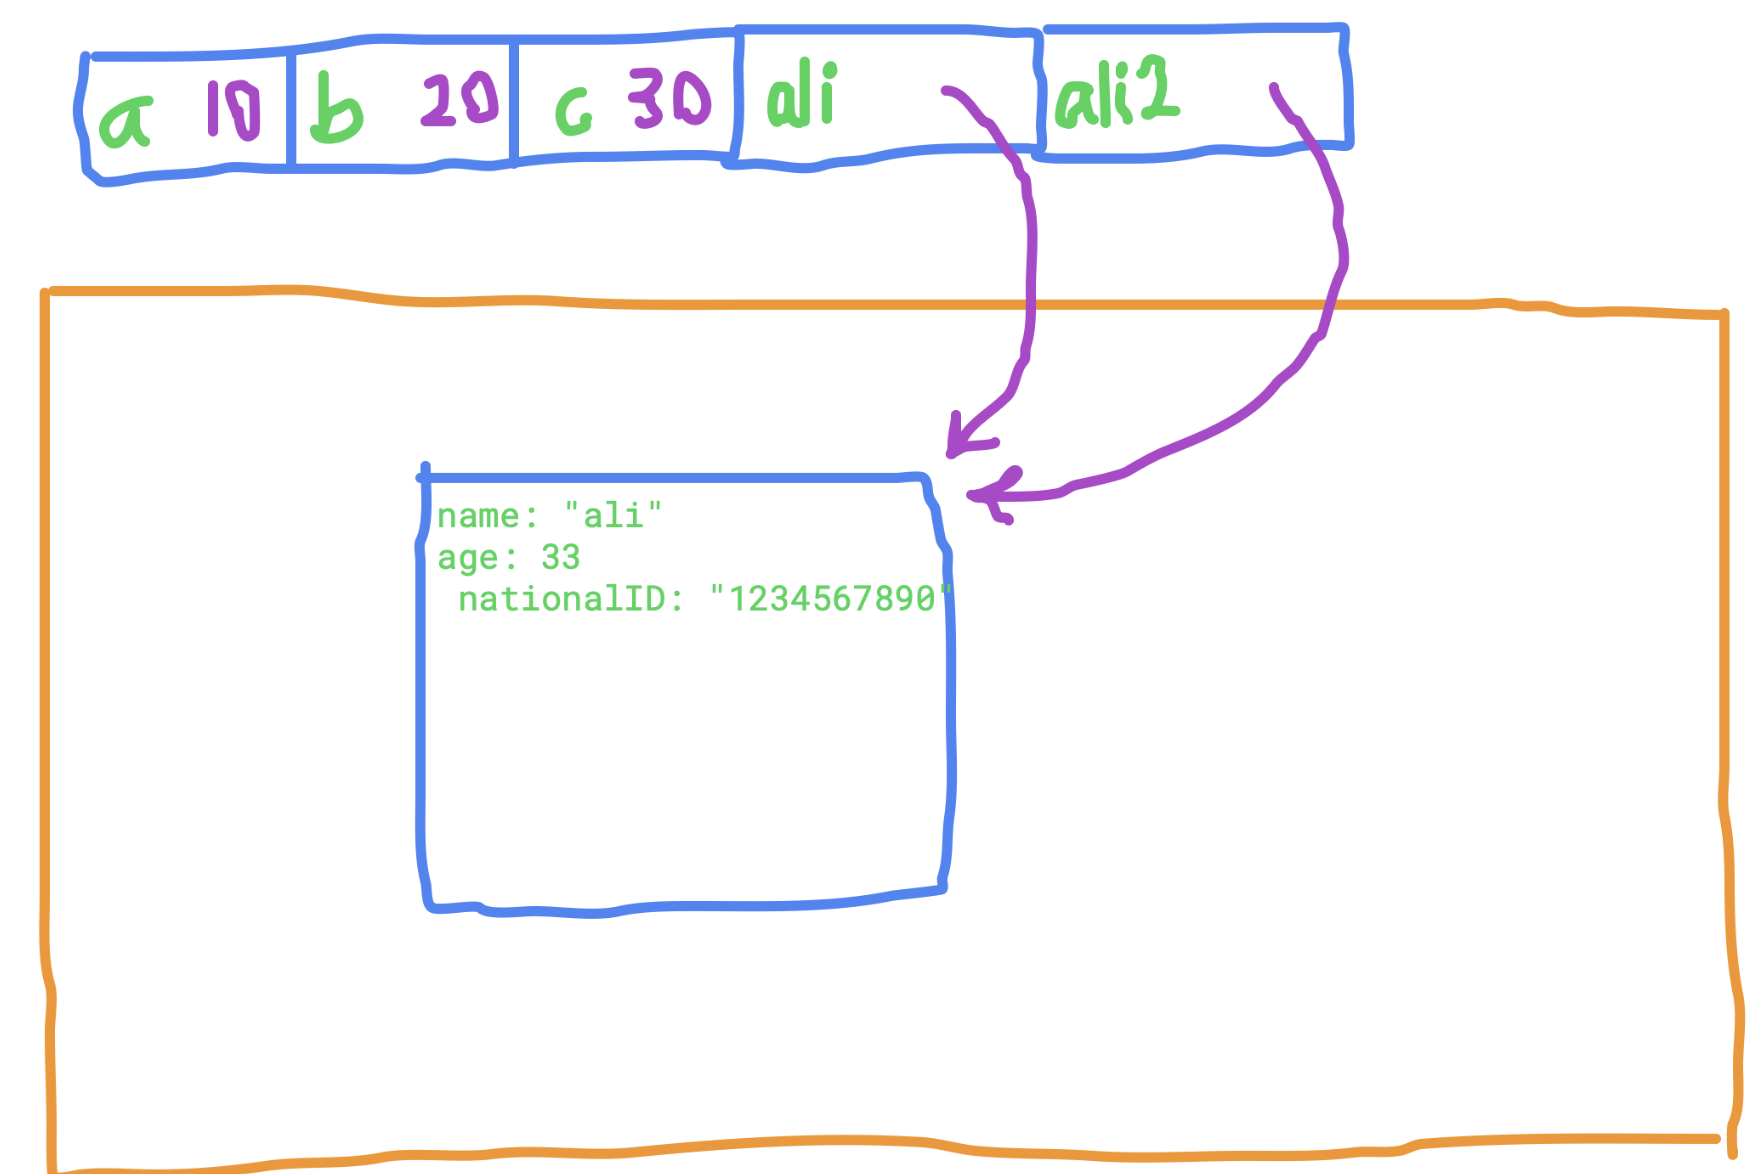 a 10 b 20 c 30 ali ali2
name: "ali"
age: 33
nationalID: "1234567890"